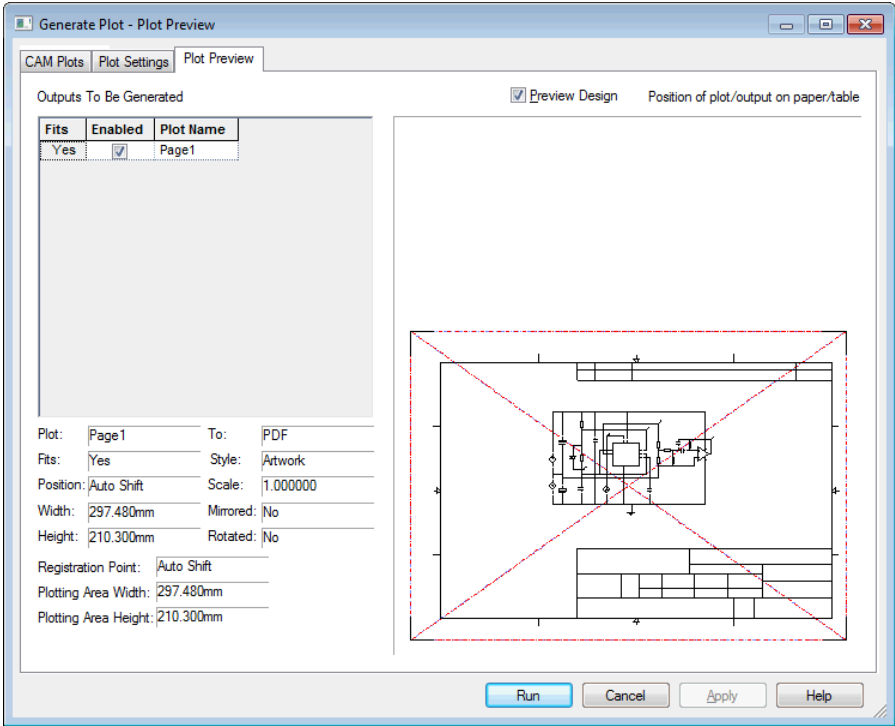 Generate Plot - Plot Preview
CAM Plots Plot Settings Plot Preview
Outputs To Be Generated
Preview Design Position of plot/output on paper/table
Fits Enabled Plot Name
Yes Page1
Plot: Page1 To: PDF
Fits: Yes Style: Artwork
Position: Auto Shift Scale: 1.000000
Width: 297.480mm Mirrored: No
Height: 210.300mm Rotated: No
Registration Point: Auto Shift
Plotting Area Width: 297.480mm
Plotting Area Height: 210.300mm
Run Cancel Apply Help